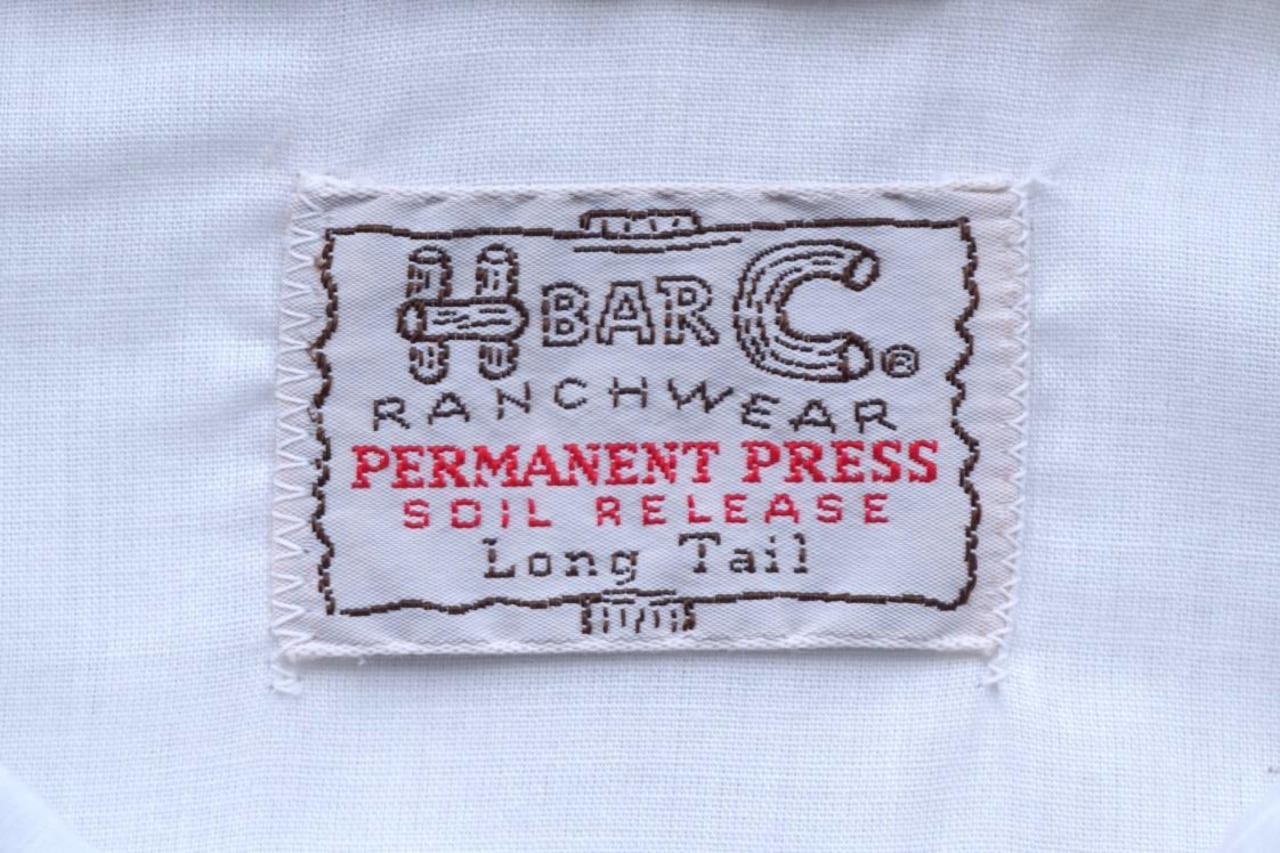 H BAR C®
RANCHWEAR
PERMANENT PRESS
SOIL RELEASE
Long Tail